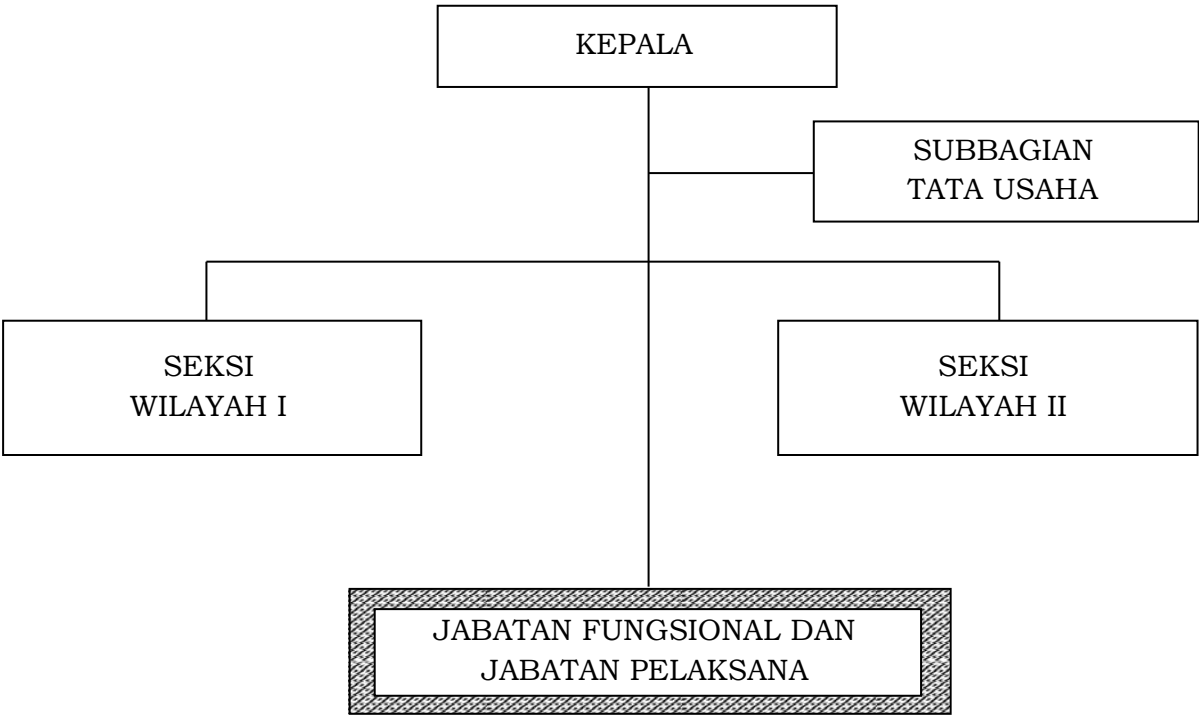 KEPALA
SUBBAGIAN
TATA USAHA
SEKSI
WILAYAH I
SEKSI
WILAYAH II
JABATAN FUNGSIONAL DAN
JABATAN PELAKSANA